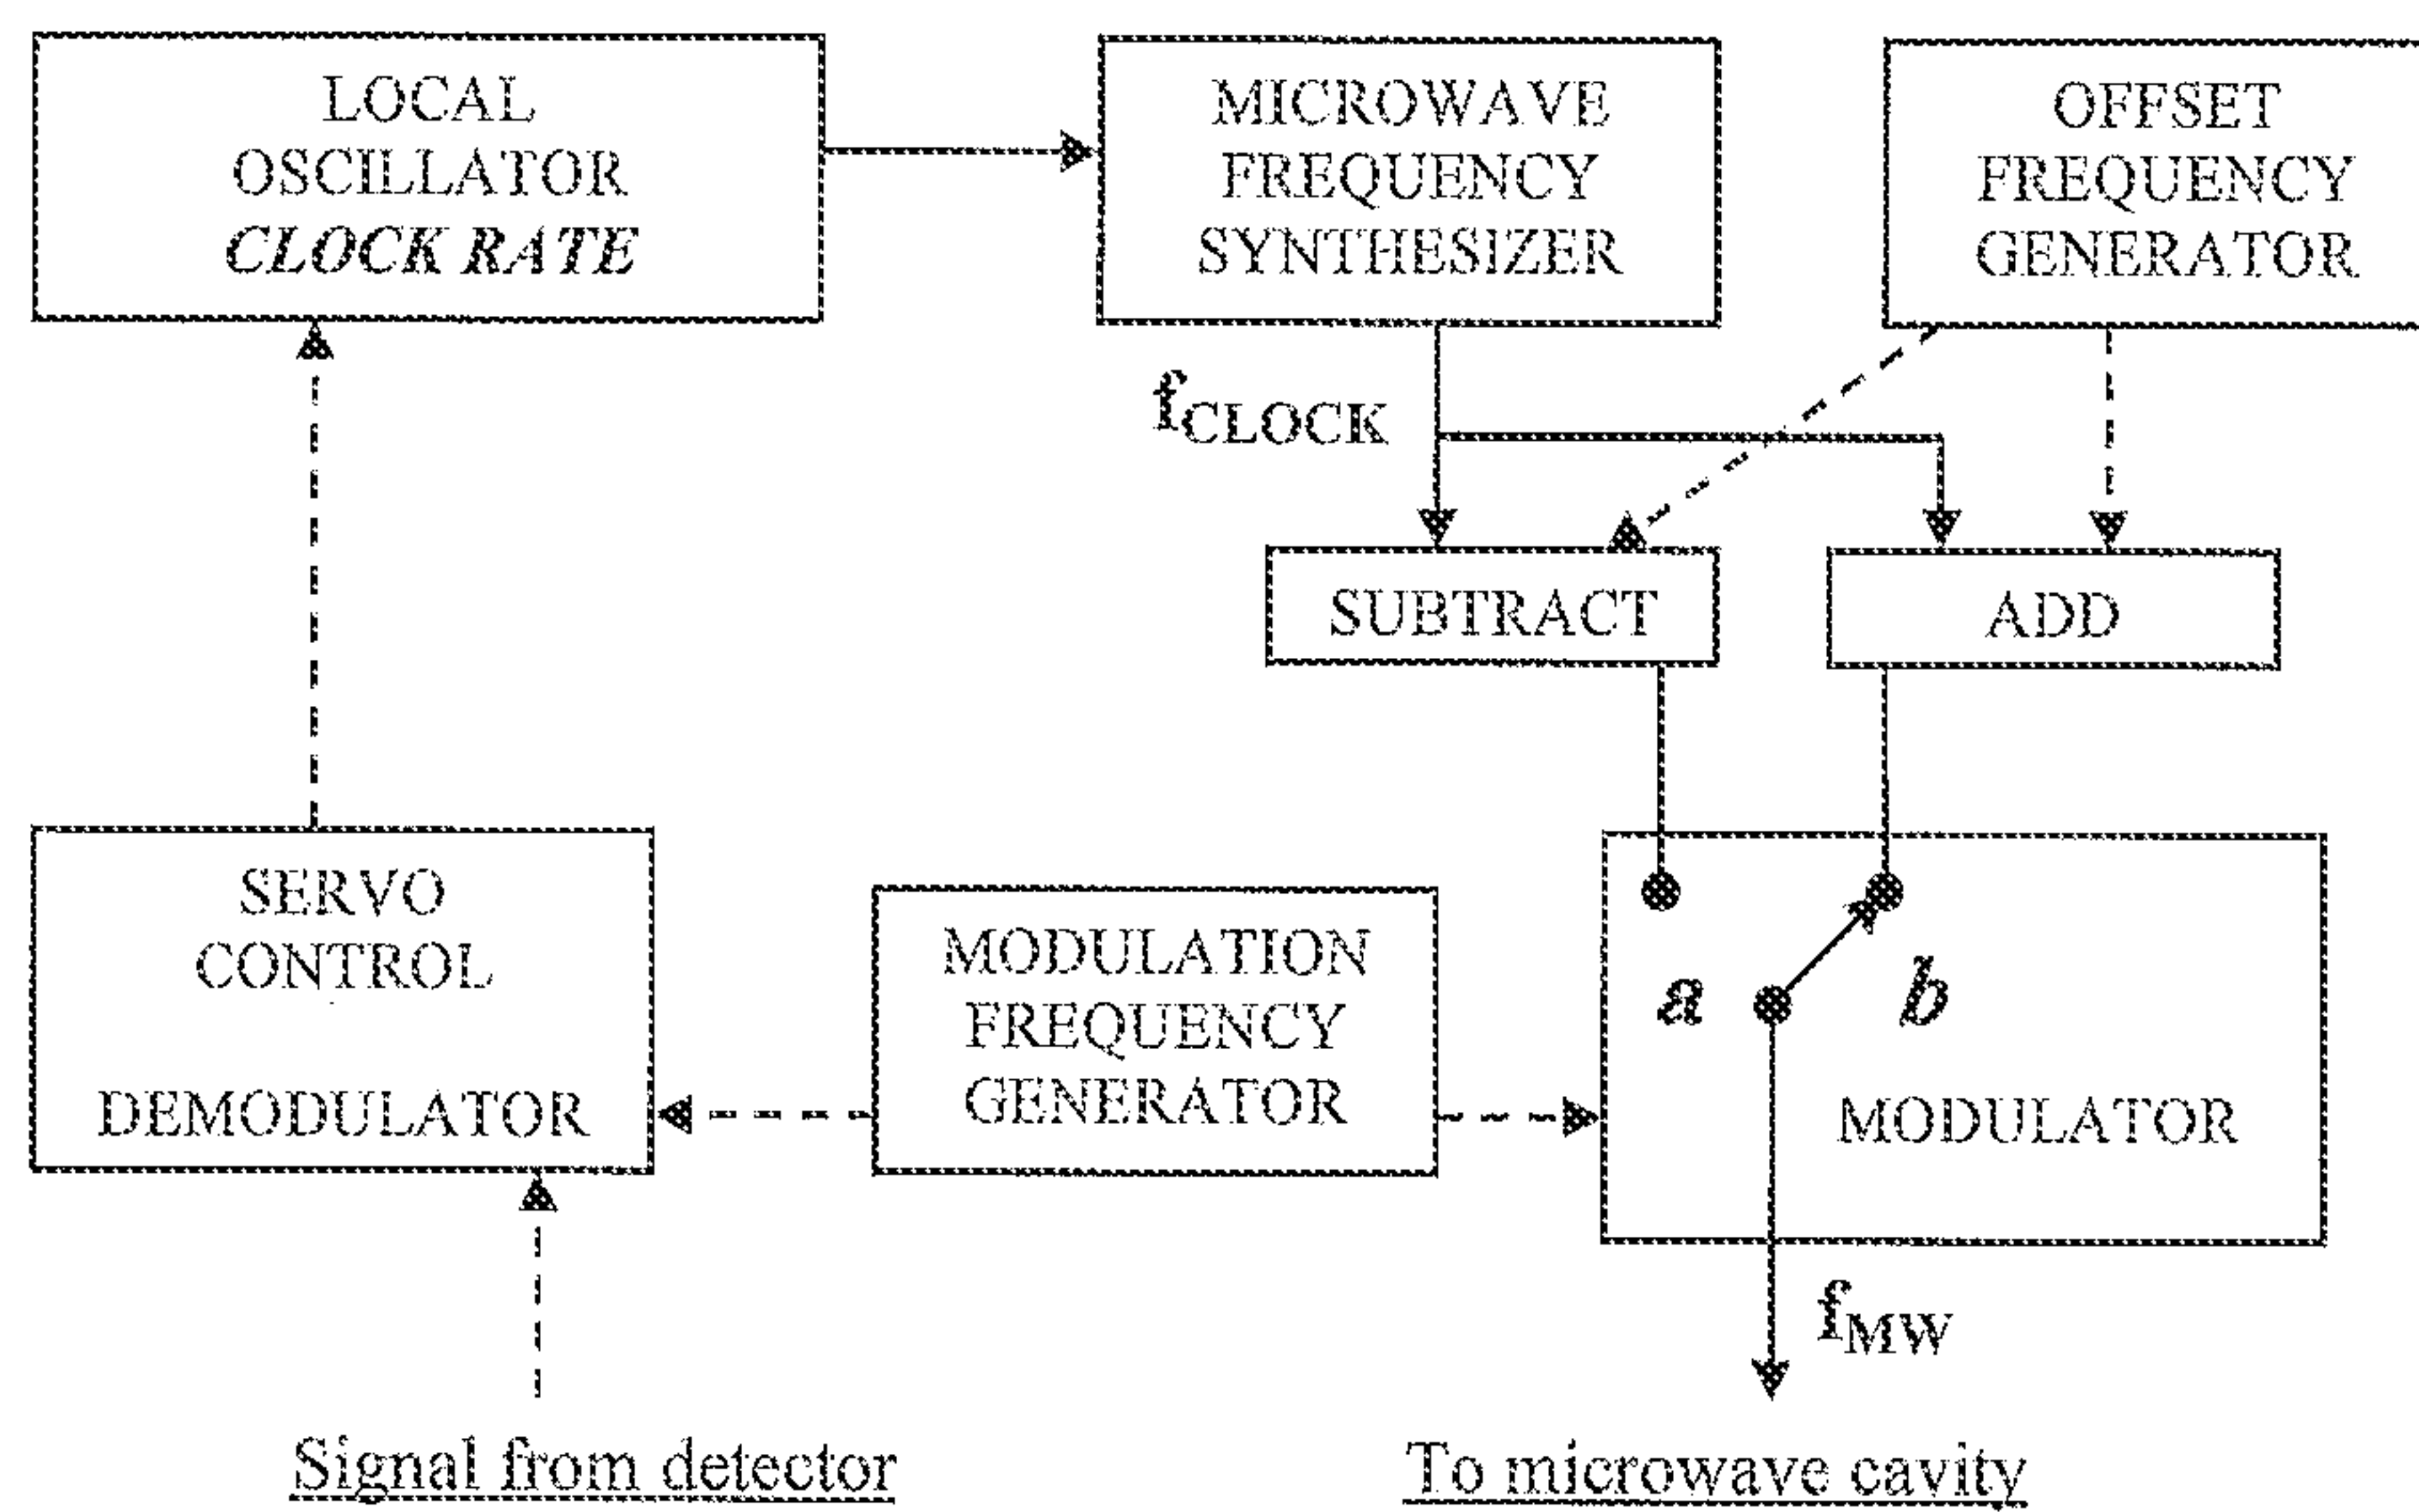 LOCAL
OSCILLATOR
CLOCK RATE
MICROWAVE
FREQUENCY
SYNTHESIZER
OFFSET
FREQUENCY
GENERATOR
fCLOCK
SUBTRACT
ADD
SERVO
CONTROL
DEMODULATOR
MODULATION
FREQUENCY
GENERATOR
a
b
MODULATOR
fMW
Signal from detector
To microwave cavity